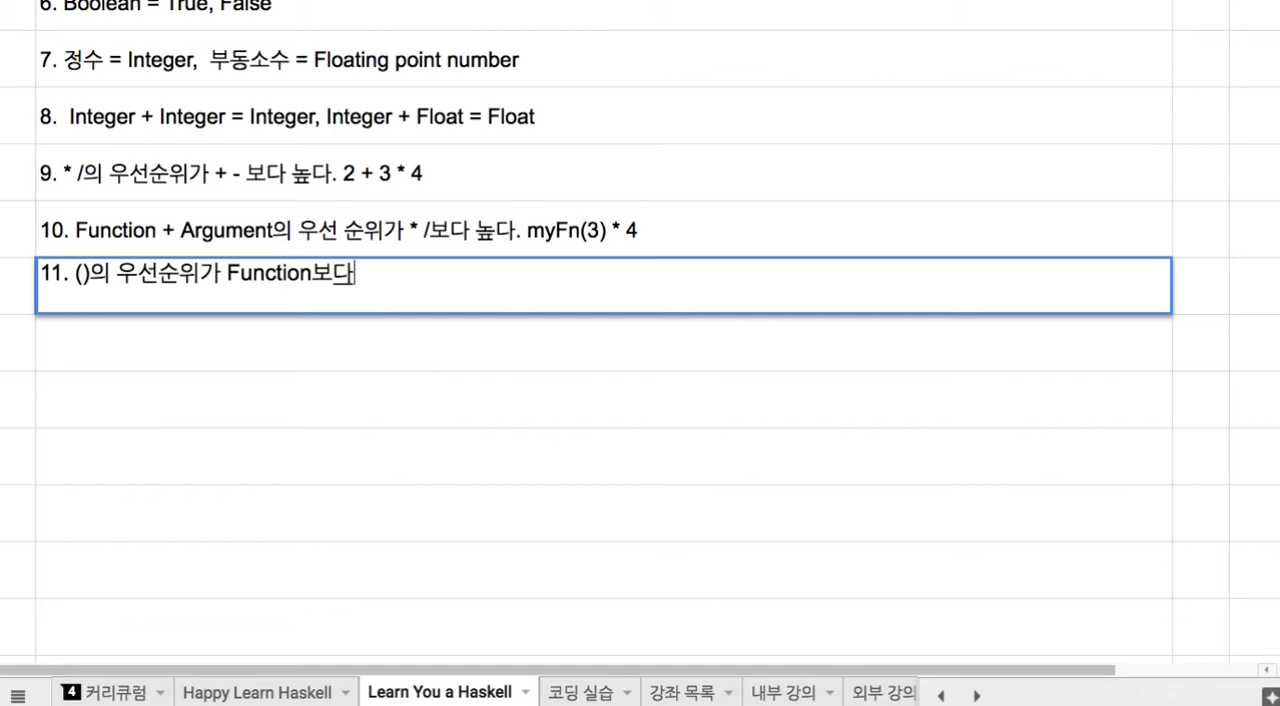 6. Boolean = True, False
7. 정수 = Integer,  부동소수 = Floating point number
8.  Integer + Integer = Integer, Integer + Float = Float
9. * /의 우선순위가 + - 보다 높다. 2 + 3 * 4
10. Function + Argument의 우선 순위가 * /보다 높다. myFn(3) * 4
11. ()의 우선순위가 Function보다
4 커리큐럼 Happy Learn Haskell Learn You a Haskell 코딩 실습 강좌 목록 내부 강의 외부 강의